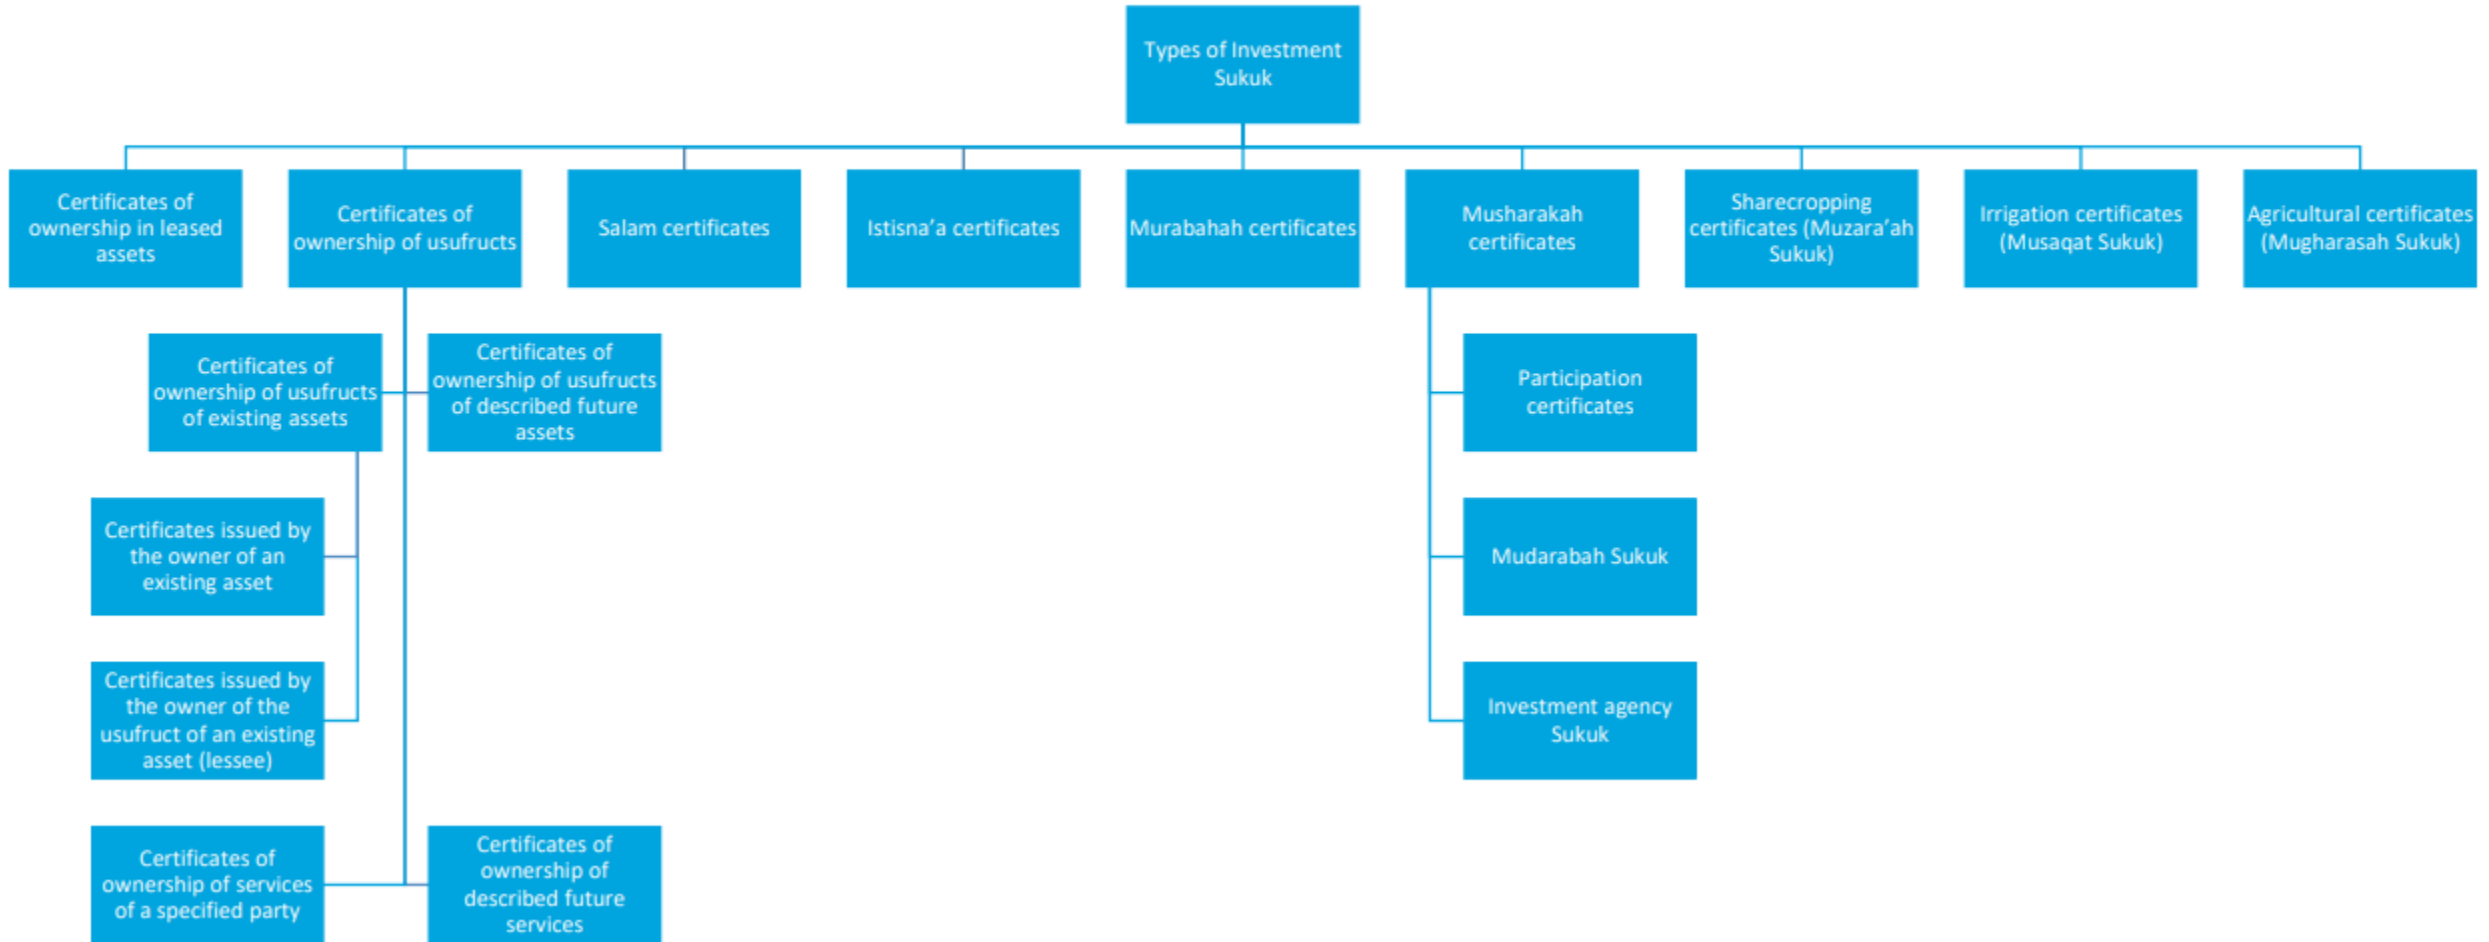 Types of Investment
Sukuk
Certificates of
ownership in leased
assets
Certificates of
ownership of usufructs
Salam certificates
Istisna’a certificates
Murabahah certificates
Musharakah
certificates
Sharecropping
certificates (Muzara’ah
Sukuk)
Irrigation certificates
(Musaqat Sukuk)
Agricultural certificates
(Mugharasah Sukuk)
Certificates of
ownership of usufructs
of existing assets
Certificates of
ownership of usufructs
of described future
assets
Participation
certificates
Certificates issued by
the owner of an
existing asset
Mudarabah Sukuk
Certificates issued by
the owner of the
usufruct of an existing
asset (lessee)
Investment agency
Sukuk
Certificates of
ownership of services
of a specified party
Certificates of
ownership of
described future
services